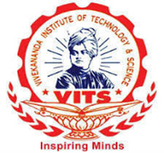 VIVEKANANDA INSTITUTE OF TECHNOLOGY & SCIENCE
VITS
Inspiring Minds